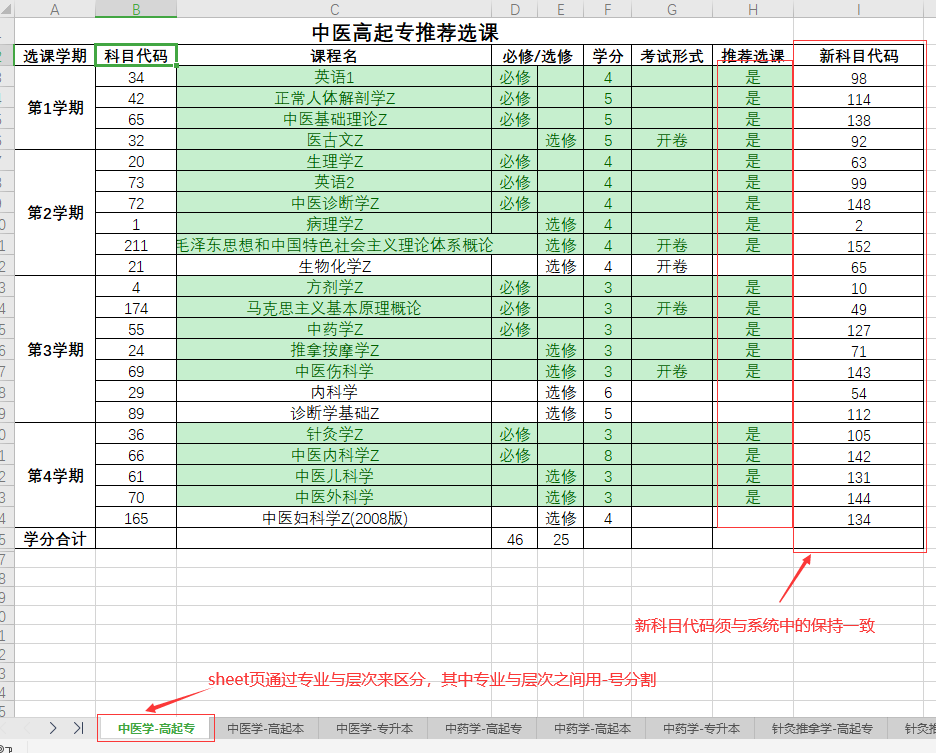 A B C D E F G H I
中医高起专推荐选课
选课学期 科目代码 课程名 必修/选修 学分 考试形式 推荐选课 新科目代码
第1学期
34 英语1 必修 4 是 98
42 正常人体解剖学Z 必修 5 是 114
65 中医基础理论Z 必修 5 是 138
32 医古文Z 选修 5 开卷 是 92
第2学期
20 生理学Z 必修 4 是 63
73 英语2 必修 4 是 99
72 中医诊断学Z 必修 4 是 148
1 病理学Z 选修 4 是 2
211 毛泽东思想和中国特色社会主义理论体系概论 选修 4 开卷 是 152
21 生物化学Z 选修 4 开卷 65
第3学期
4 方剂学Z 必修 3 是 10
174 马克思主义基本原理概论 必修 3 开卷 是 49
55 中药学Z 必修 3 是 127
24 推拿按摩学Z 选修 3 是 71
69 中医伤科学 选修 3 开卷 是 143
29 内科学 选修 6 54
89 诊断学基础Z 选修 5 112
第4学期
36 针灸学Z 必修 3 是 105
66 中医内科学Z 必修 8 是 142
61 中医儿科学 选修 3 是 131
70 中医外科学 选修 3 是 144
165 中医妇科学Z(2008版) 选修 4 134
学分合计 46 25
新科目代码须与系统中的保持一致
sheet页通过专业与层次来区分，其中专业与层次之间用-号分割
中医学-高起专 中医学-高起本 中医学-专升本 中药学-高起专 中药学-高起本 中药学-专升本 针灸推拿学-高起专 针灸